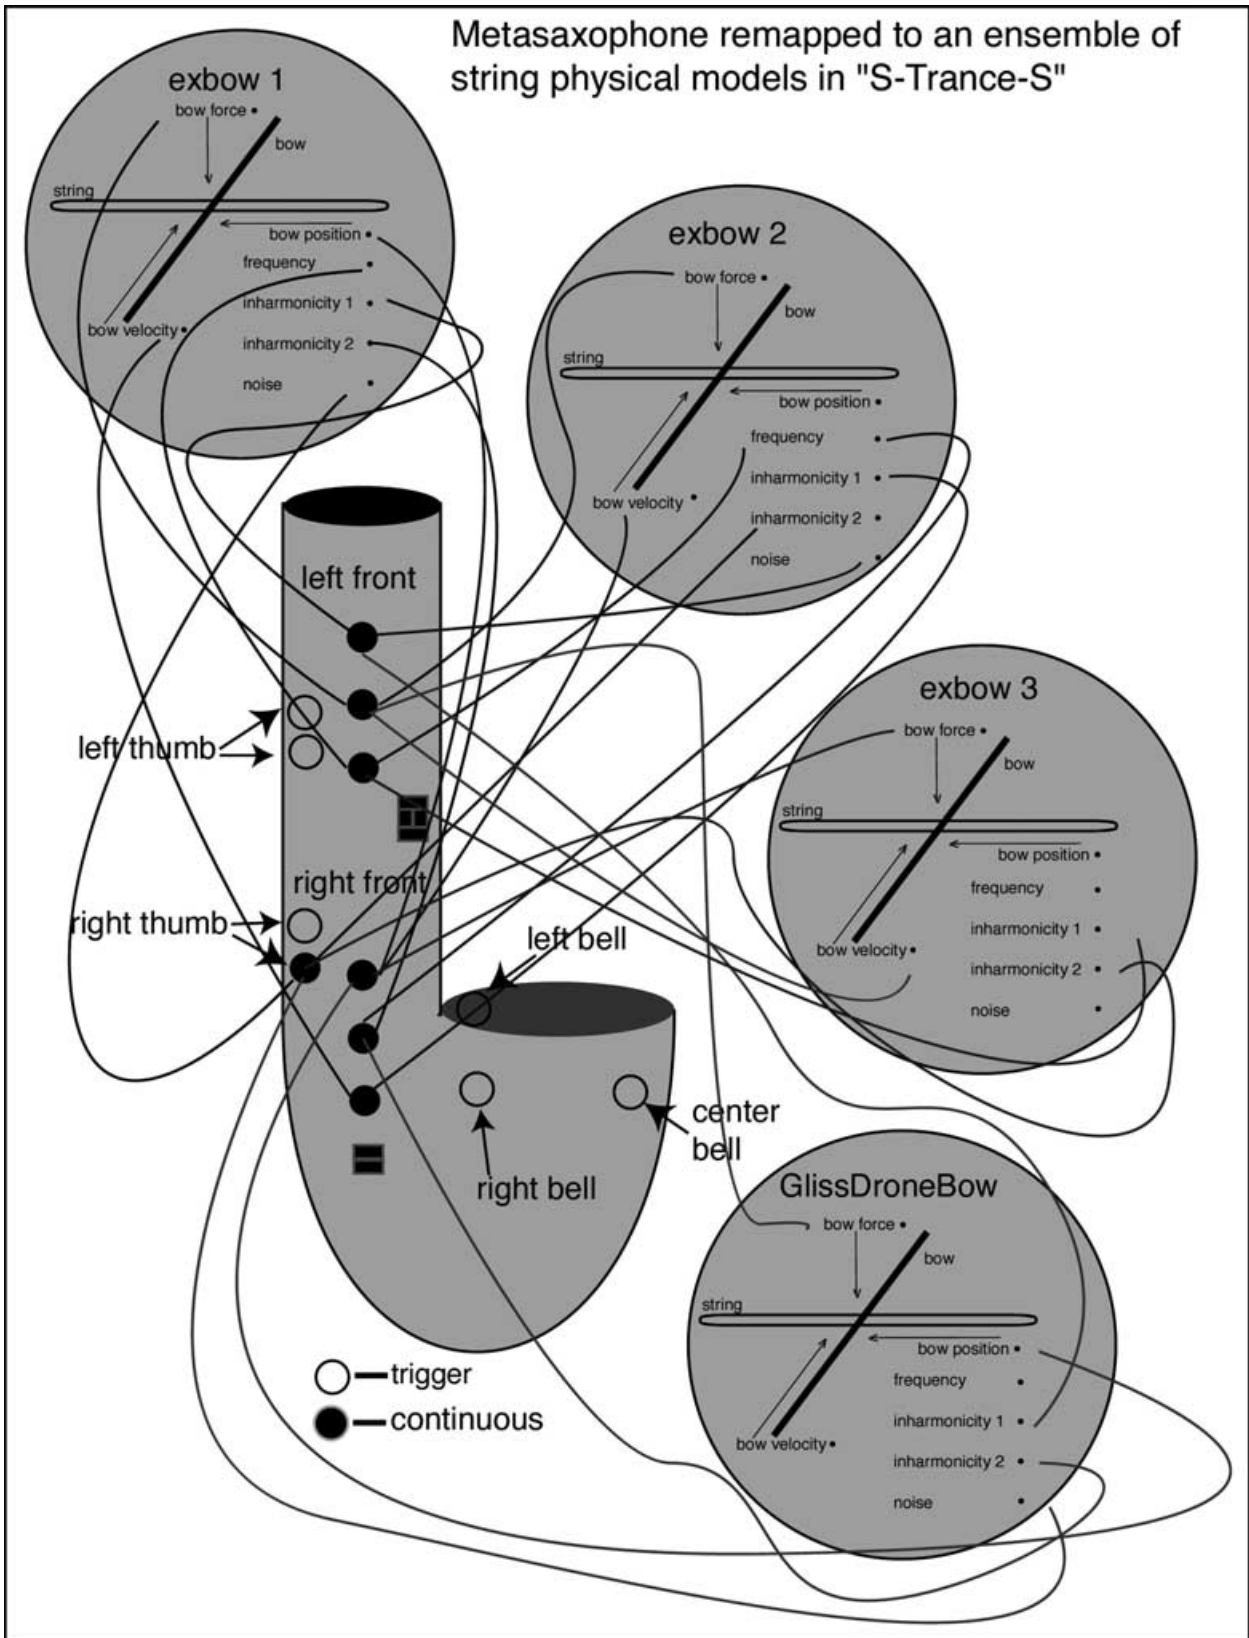 Metasaxophone remapped to an ensemble of
string physical models in "S-Trance-S"
exbow 1
bow force
bow
string
bow position
frequency
inharmonicity 1
bow velocity
inharmonicity 2
noise
exbow 2
bow force
bow
string
bow position
frequency
inharmonicity 1
bow velocity
inharmonicity 2
noise
left front
left thumb
right front
right thumb
left bell
center
bell
right bell
exbow 3
bow force
bow
string
bow position
frequency
inharmonicity 1
bow velocity
inharmonicity 2
noise
GlissDroneBow
bow force
bow
string
bow position
frequency
inharmonicity 1
bow velocity
inharmonicity 2
noise
trigger
continuous